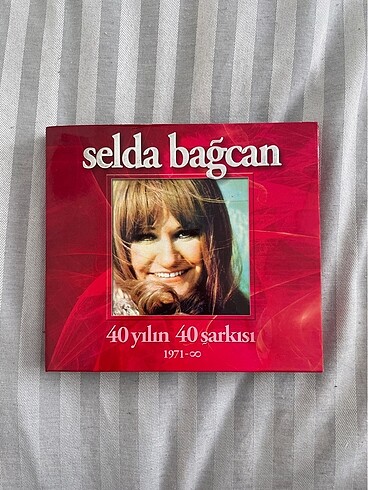 selda bağcan
40 yılın 40 şarkısı
1971-∞